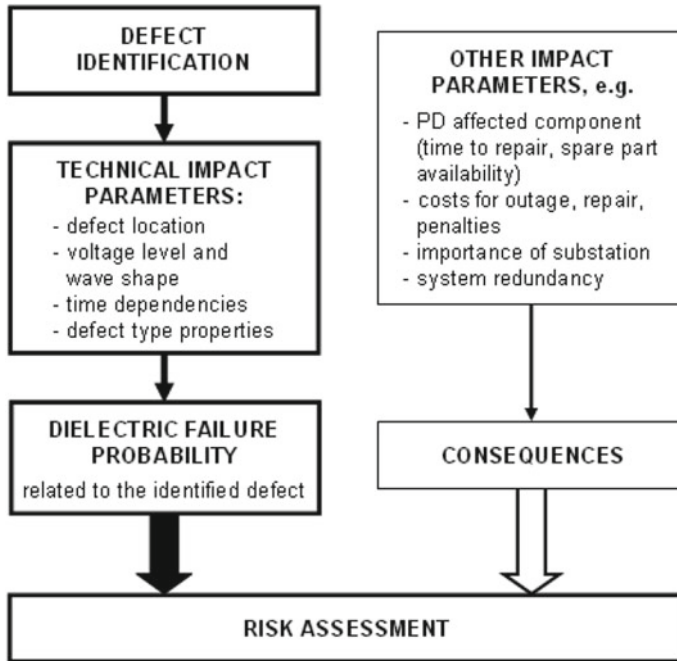 DEFECT
IDENTIFICATION
TECHNICAL IMPACT
PARAMETERS:
- defect location
- voltage level and
wave shape
- time dependencies
- defect type properties
DIELECTRIC FAILURE
PROBABILITY
related to the identified defect
OTHER IMPACT
PARAMETERS, e.g.
- PD affected component
(time to repair, spare part
availability)
- costs for outage, repair,
penalties
- importance of substation
- system redundancy
CONSEQUENCES
RISK ASSESSMENT